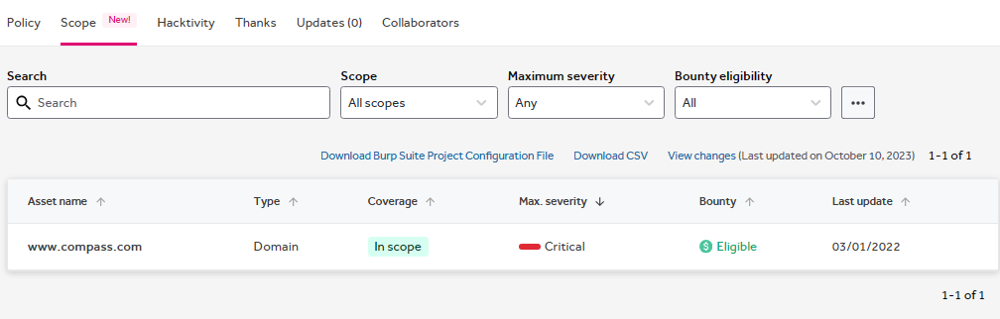 Policy Scope New! Hacktivity Thanks Updates (0) Collaborators
Search Scope Maximum severity Bounty eligibility
Search All scopes Any All
Download Burp Suite Project Configuration File Download CSV View changes (Last updated on October 10, 2023) 1-1 of 1
Asset name Type Coverage Max. severity Bounty Last update
www.compass.com Domain In scope Critical Eligible 03/01/2022
1-1 of 1